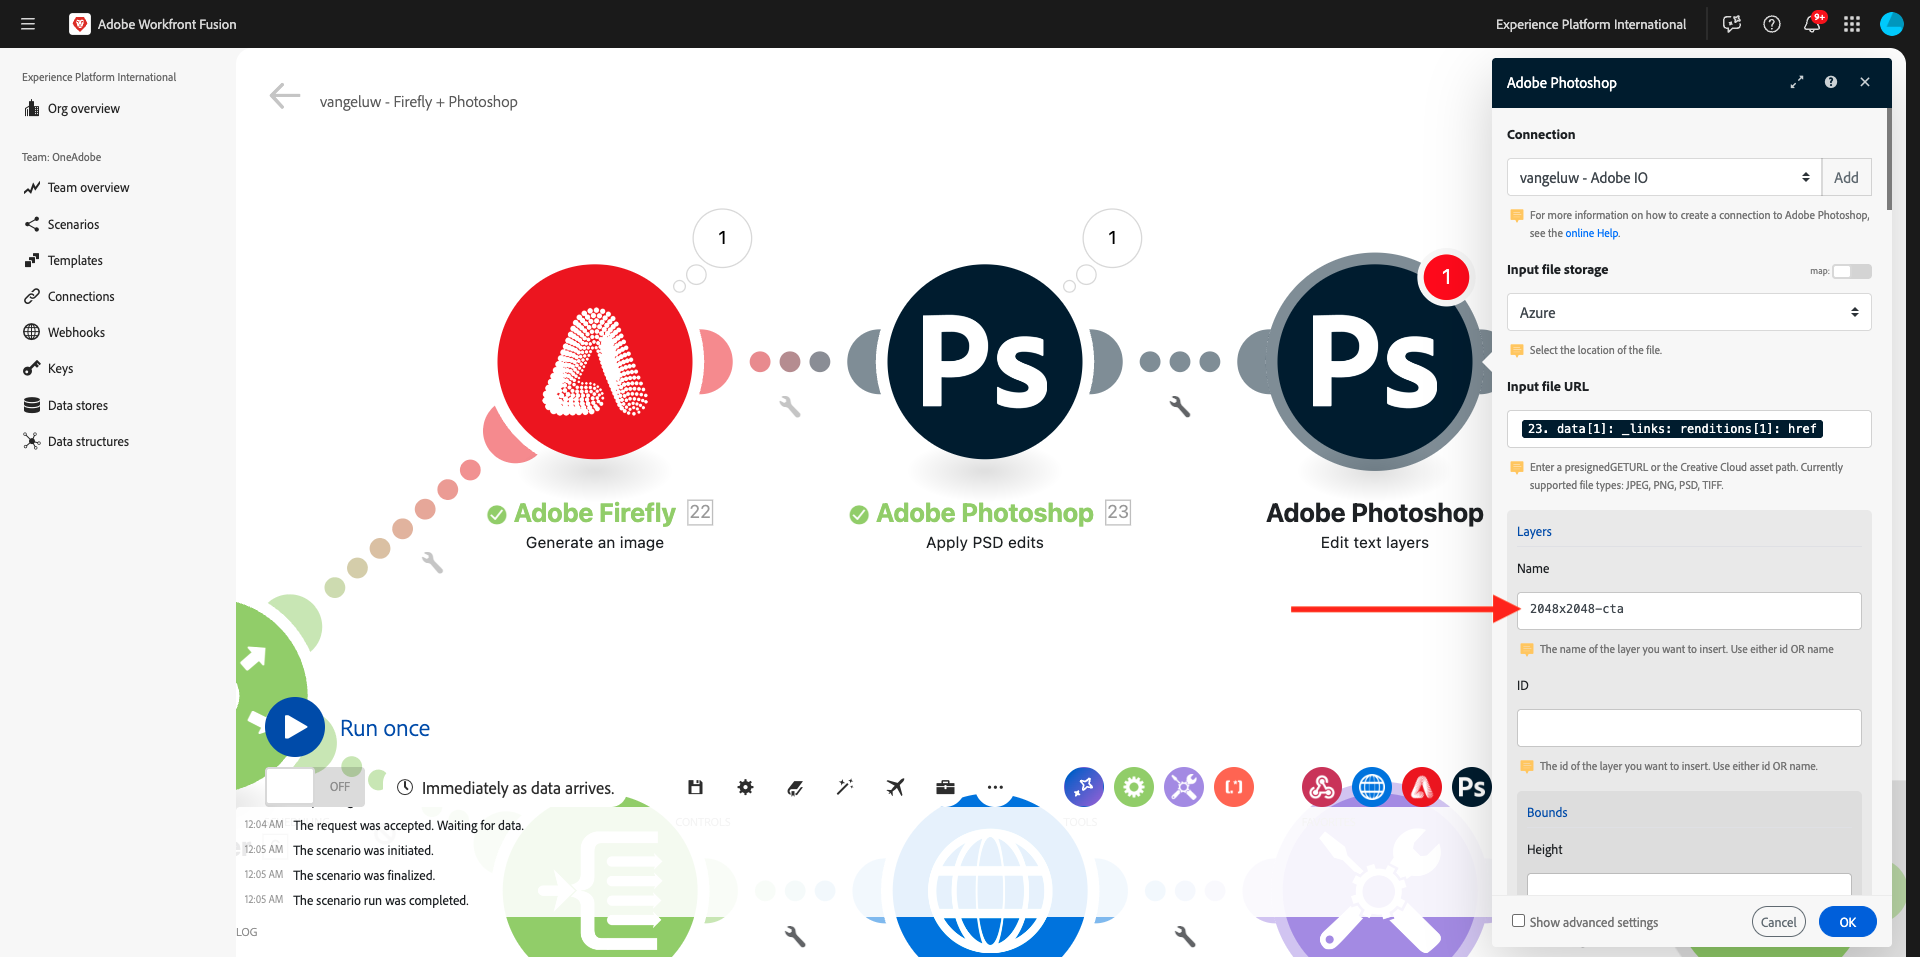 Adobe Workfront Fusion
Experience Platform International
9+
Experience Platform International
Org overview
Team: OneAdobe
Team overview
Scenarios
Templates
Connections
Webhooks
Keys
Data stores
Data structures
vangeluw - Firefly + Photoshop
1
1
1
Ps
Ps
Adobe Firefly 22
Generate an image
Adobe Photoshop 23
Apply PSD edits
Adobe Photoshop
Edit text layers
Run once
OFF
Immediately as data arrives.
CONTROLS
TOOLS
Ps
12:04 AM The request was accepted. Waiting for data.
12:05 AM The scenario was initiated.
12:05 AM The scenario was finalized.
12:05 AM The scenario run was completed.
LOG
Adobe Photoshop
Connection
vangeluw - Adobe IO
Add
For more information on how to create a connection to Adobe Photoshop,
see the online Help.
Input file storage
map:
Azure
Select the location of the file.
Input file URL
23. data[1]: _links: renditions[1]: href
Enter a presignedGETURL or the Creative Cloud asset path. Currently
supported file types: JPEG, PNG, PSD, TIFF.
Layers
Name
2048x2048-cta
The name of the layer you want to insert. Use either id OR name
ID
The id of the layer you want to insert. Use either id OR name.
Bounds
Height
Show advanced settings
Cancel
OK